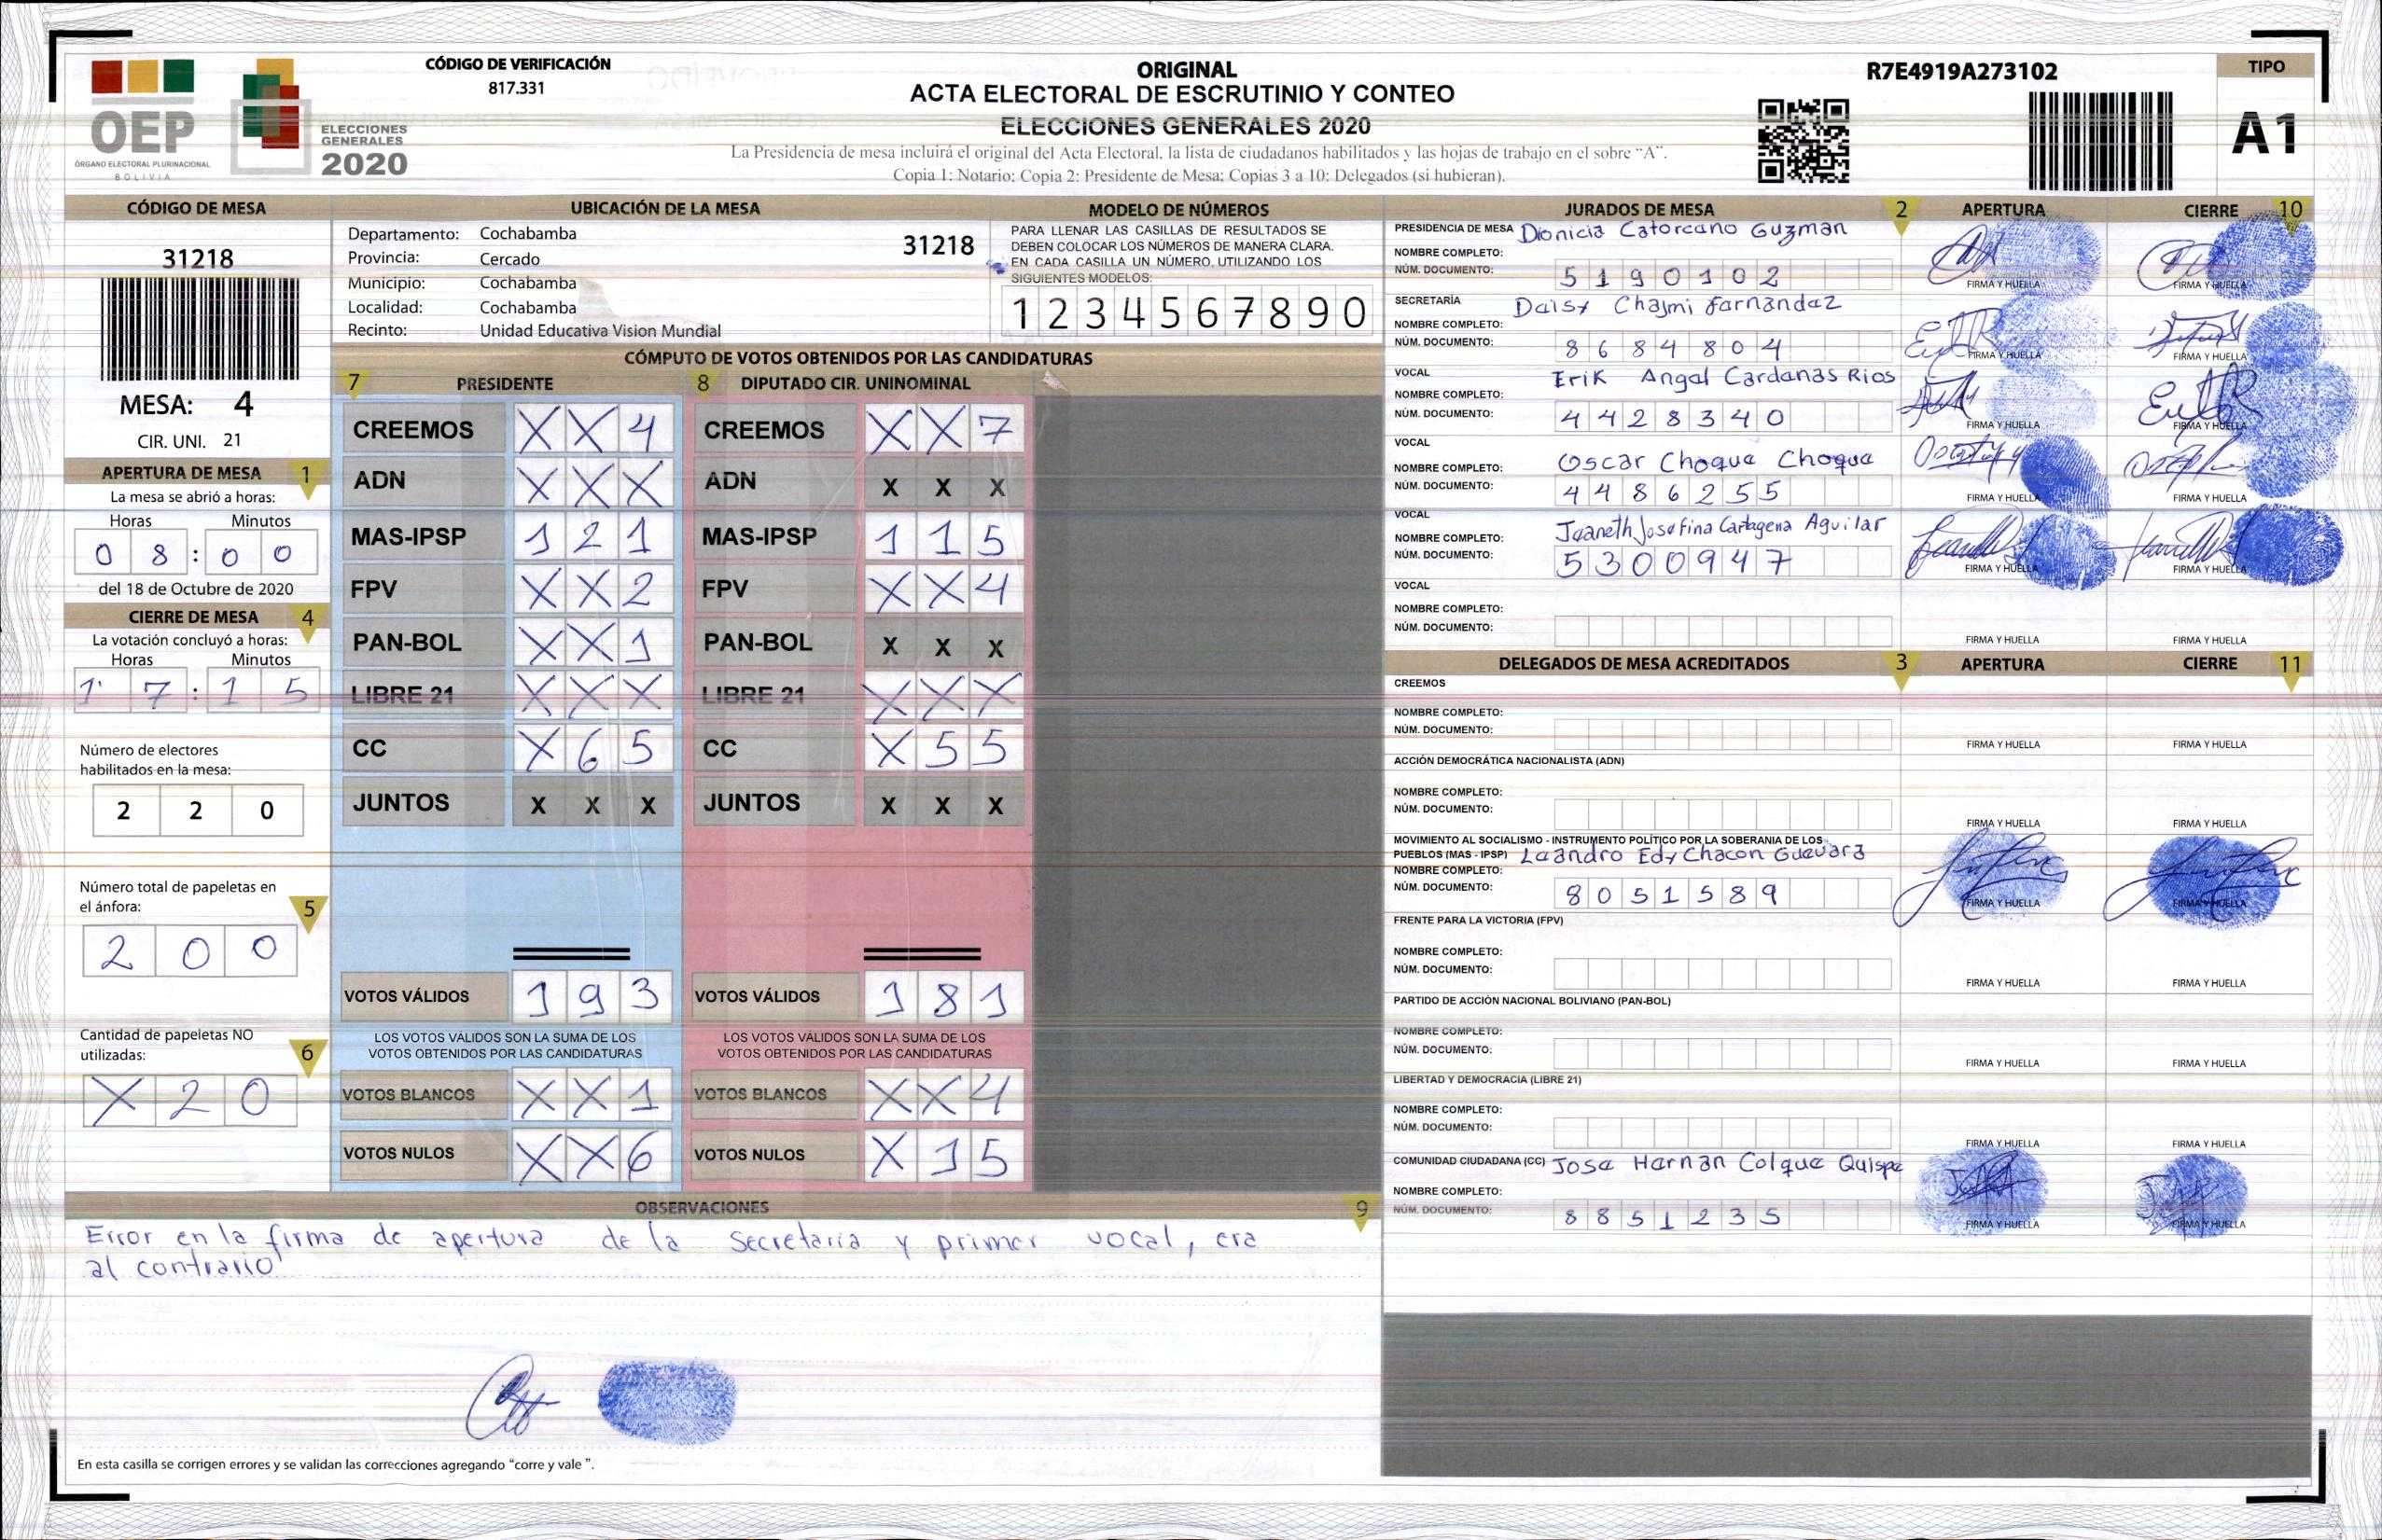 CÓDIGO DE VERIFICACIÓN
817.331
OEP
ÓRGANO ELECTORAL PLURINACIONAL
BOLIVIA
ELECCIONES
GENERALES
2020
ORIGINAL
ACTA ELECTORAL DE ESCRUTINIO Y CONTEO
ELECCIONES GENERALES 2020
La Presidencia de mesa incluirá el original del Acta Electoral, la lista de ciudadanos habilitados y las hojas de trabajo en el sobre "A".
Copia 1: Notario; Copia 2: Presidente de Mesa; Copias 3 a 10: Delegados (si hubieran).
R7E4919A273102
TIPO
A1
CÓDIGO DE MESA
31218
MESA: 4
CIR. UNI. 21
APERTURA DE MESA 1
La mesa se abrió a horas:
Horas Minutos
0 8 : 0 0
del 18 de Octubre de 2020
CIERRE DE MESA 4
La votación concluyó a horas:
Horas Minutos
1 7 : 1 5
Número de electores
habilitados en la mesa:
2 2 0
Número total de papeletas en
el ánfora: 5
2 0 0
Cantidad de papeletas NO
utilizadas: 6
X 2 0
UBICACIÓN DE LA MESA
Departamento: Cochabamba 31218
Provincia: Cercado
Municipio: Cochabamba
Localidad: Cochabamba
Recinto: Unidad Educativa Vision Mundial
MODELO DE NÚMEROS
PARA LLENAR LAS CASILLAS DE RESULTADOS SE
DEBEN COLOCAR LOS NÚMEROS DE MANERA CLARA.
EN CADA CASILLA UN NÚMERO, UTILIZANDO LOS
SIGUIENTES MODELOS:
1 2 3 4 5 6 7 8 9 0
CÓMPUTO DE VOTOS OBTENIDOS POR LAS CANDIDATURAS
7 PRESIDENTE
CREEMOS X X 4
ADN X X X
MAS-IPSP 1 2 1
FPV X X 2
PAN-BOL X X 1
LIBRE 21 X X X
CC X 6 5
JUNTOS X X X
VOTOS VÁLIDOS 1 9 3
LOS VOTOS VÁLIDOS SON LA SUMA DE LOS
VOTOS OBTENIDOS POR LAS CANDIDATURAS
VOTOS BLANCOS X X 1
VOTOS NULOS X X 6
8 DIPUTADO CIR. UNINOMINAL
CREEMOS X X 7
ADN X X X
MAS-IPSP 1 1 5
FPV X X 4
PAN-BOL X X X
LIBRE 21 X X X
CC X 5 5
JUNTOS X X X
VOTOS VÁLIDOS 1 8 1
LOS VOTOS VÁLIDOS SON LA SUMA DE LOS
VOTOS OBTENIDOS POR LAS CANDIDATURAS
VOTOS BLANCOS X X 4
VOTOS NULOS X 1 5
OBSERVACIONES 9
Error en la firma de apertura de la secretaria y primer vocal, era
al contrario
En esta casilla se corrigen errores y se validan las correcciones agregando "corre y vale ".
JURADOS DE MESA 2 APERTURA CIERRE 10
PRESIDENCIA DE MESA Dionicia Catorceno Guzman
NOMBRE COMPLETO:
NÚM. DOCUMENTO: 5 1 9 0 1 0 2
FIRMA Y HUELLA FIRMA Y HUELLA
SECRETARÍA Daisy Chajmi Fernandez
NOMBRE COMPLETO:
NÚM. DOCUMENTO: 8 6 8 4 8 0 4
FIRMA Y HUELLA FIRMA Y HUELLA
VOCAL Erik Angel Cardenas Rios
NOMBRE COMPLETO:
NÚM. DOCUMENTO: 4 4 2 8 3 4 0
FIRMA Y HUELLA FIRMA Y HUELLA
VOCAL
NOMBRE COMPLETO: Oscar Choque Choque
NÚM. DOCUMENTO: 4 4 8 6 2 5 5
FIRMA Y HUELLA FIRMA Y HUELLA
VOCAL
NOMBRE COMPLETO: Jeaneth Josefina Cartagena Aguilar
NÚM. DOCUMENTO: 5 3 0 0 9 4 7
FIRMA Y HUELLA FIRMA Y HUELLA
VOCAL
NOMBRE COMPLETO:
NÚM. DOCUMENTO:
FIRMA Y HUELLA FIRMA Y HUELLA
DELEGADOS DE MESA ACREDITADOS 3 APERTURA CIERRE 11
CREEMOS
NOMBRE COMPLETO:
NÚM. DOCUMENTO:
FIRMA Y HUELLA FIRMA Y HUELLA
ACCIÓN DEMOCRÁTICA NACIONALISTA (ADN)
NOMBRE COMPLETO:
NÚM. DOCUMENTO:
FIRMA Y HUELLA FIRMA Y HUELLA
MOVIMIENTO AL SOCIALISMO - INSTRUMENTO POLÍTICO POR LA SOBERANIA DE LOS
PUEBLOS (MAS - IPSP) Leandro Edy Chacon Guevara
NOMBRE COMPLETO:
NÚM. DOCUMENTO: 8 0 5 1 5 8 9
FIRMA Y HUELLA FIRMA Y HUELLA
FRENTE PARA LA VICTORIA (FPV)
NOMBRE COMPLETO:
NÚM. DOCUMENTO:
FIRMA Y HUELLA FIRMA Y HUELLA
PARTIDO DE ACCIÓN NACIONAL BOLIVIANO (PAN-BOL)
NOMBRE COMPLETO:
NÚM. DOCUMENTO:
FIRMA Y HUELLA FIRMA Y HUELLA
LIBERTAD Y DEMOCRACIA (LIBRE 21)
NOMBRE COMPLETO:
NÚM. DOCUMENTO:
FIRMA Y HUELLA FIRMA Y HUELLA
COMUNIDAD CIUDADANA (CC) Jose Hernan Colque Quispe
NOMBRE COMPLETO:
NÚM. DOCUMENTO: 8 8 5 1 2 3 5
FIRMA Y HUELLA FIRMA Y HUELLA